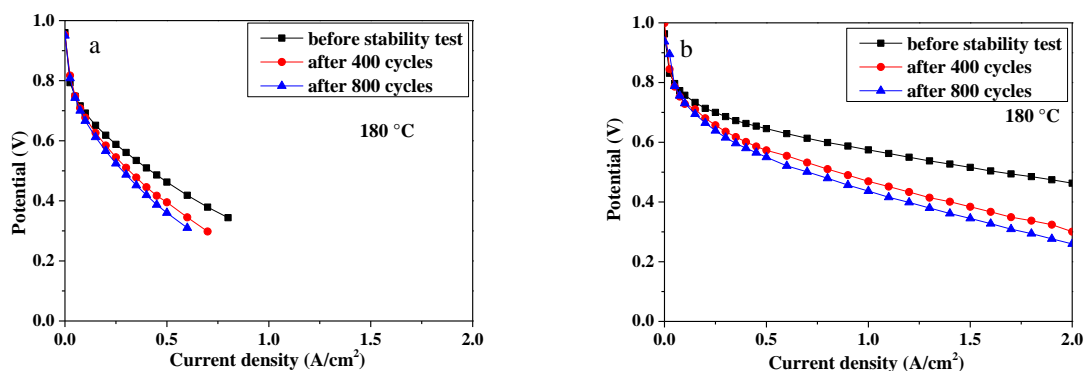 a
before stability test
after 400 cycles
after 800 cycles
180 °C
Potential (V)
1.0
0.8
0.6
0.4
0.2
0.0
0.0 0.5 1.0 1.5 2.0
Current density (A/cm²)
b
before stability test
after 400 cycles
after 800 cycles
180 °C
Potential (V)
1.0
0.8
0.6
0.4
0.2
0.0
0.0 0.5 1.0 1.5 2.0
Current density (A/cm²)